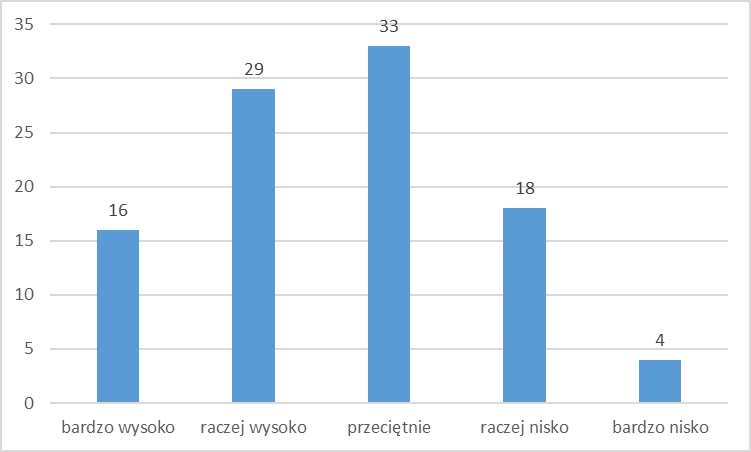 35
30
25
20
15
10
5
0
16
29
33
18
4
bardzo wysoko
raczej wysoko
przeciętnie
raczej nisko
bardzo nisko